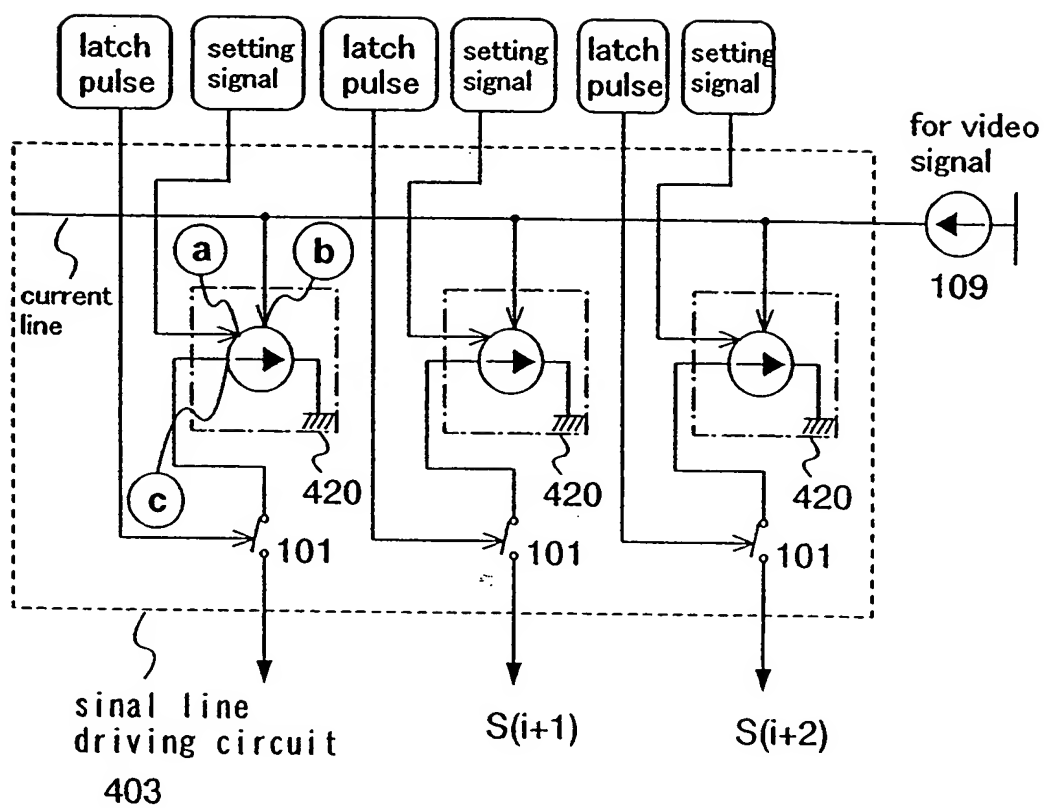 latch
pulse
setting
signal
latch
pulse
setting
signal
latch
pulse
setting
signal
for video
signal
109
current
line
a
b
c
420
420
420
101
101
101
sinal line
driving circuit
403
S(i+1)
S(i+2)